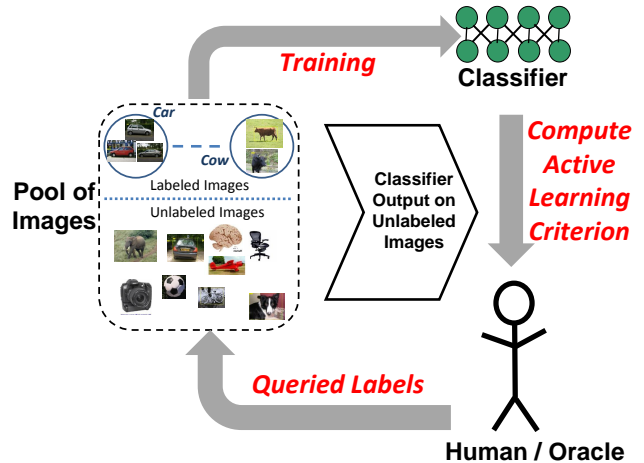 Training
Classifier
Car
Cow
Labeled Images
Unlabeled Images
Pool of
Images
Classifier
Output on
Unlabeled
Images
Compute
Active
Learning
Criterion
Queried Labels
Human / Oracle